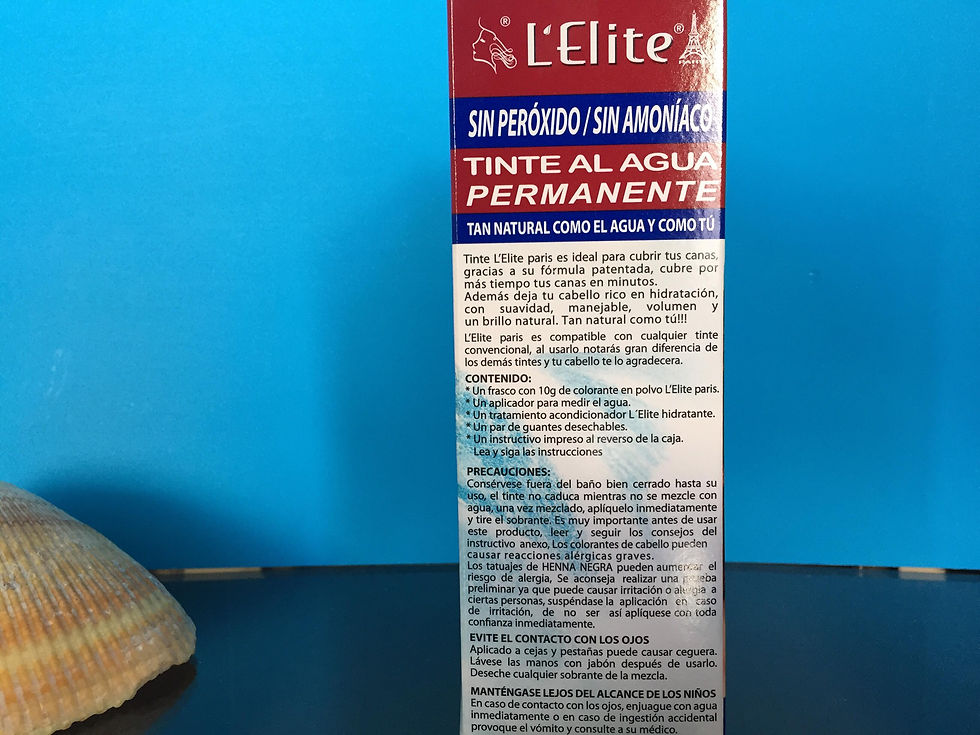 L'Elite®
PARIS
SIN PERÓXIDO / SIN AMONÍACO
TINTE AL AGUA
PERMANENTE
TAN NATURAL COMO EL AGUA Y COMO TÚ
Tinte L'Elite paris es ideal para cubrir tus canas,
gracias a su fórmula patentada, cubre por
más tiempo tus canas en minutos.
Además deja tu cabello rico en hidratación,
con suavidad, manejable, volumen y
un brillo natural. Tan natural como tú!!!
L'Elite paris es compatible con cualquier tinte
convencional, al usarlo notarás gran diferencia de
los demás tintes y tu cabello te lo agradecera.
CONTENIDO:
* Un frasco con 10g de colorante en polvo L'Elite paris.
* Un aplicador para medir el agua.
* Un tratamiento acondicionador L´Elite hidratante.
* Un par de guantes desechables.
* Un instructivo impreso al reverso de la caja.
Lea y siga las instrucciones
PRECAUCIONES:
Consérvese fuera del baño bien cerrado hasta su
uso, el tinte no caduca mientras no se mezcle con
agua, una vez mezclado, aplíquelo inmediatamente
y tire el sobrante. Es muy importante antes de usar
este producto, leer y seguir los consejos del
instructivo anexo, Los colorantes de cabello pueden
causar reacciones alérgicas graves.
Los tatuajes de HENNA NEGRA pueden aumentar el
riesgo de alergia, Se aconseja realizar una prueba
preliminar ya que puede causar irritación o alergia a
ciertas personas, suspéndase la aplicación en caso
de irritación, de no ser así aplíquese con toda
confianza inmediatamente.
EVITE EL CONTACTO CON LOS OJOS
Aplicado a cejas y pestañas puede causar ceguera.
Lávese las manos con jabón después de usarlo.
Deseche cualquier sobrante de la mezcla.
MANTÉNGASE LEJOS DEL ALCANCE DE LOS NIÑOS
En caso de contacto con los ojos, enjuague con agua
inmediatamente o en caso de ingestión accidental
provoque el vómito y consulte a su médico.